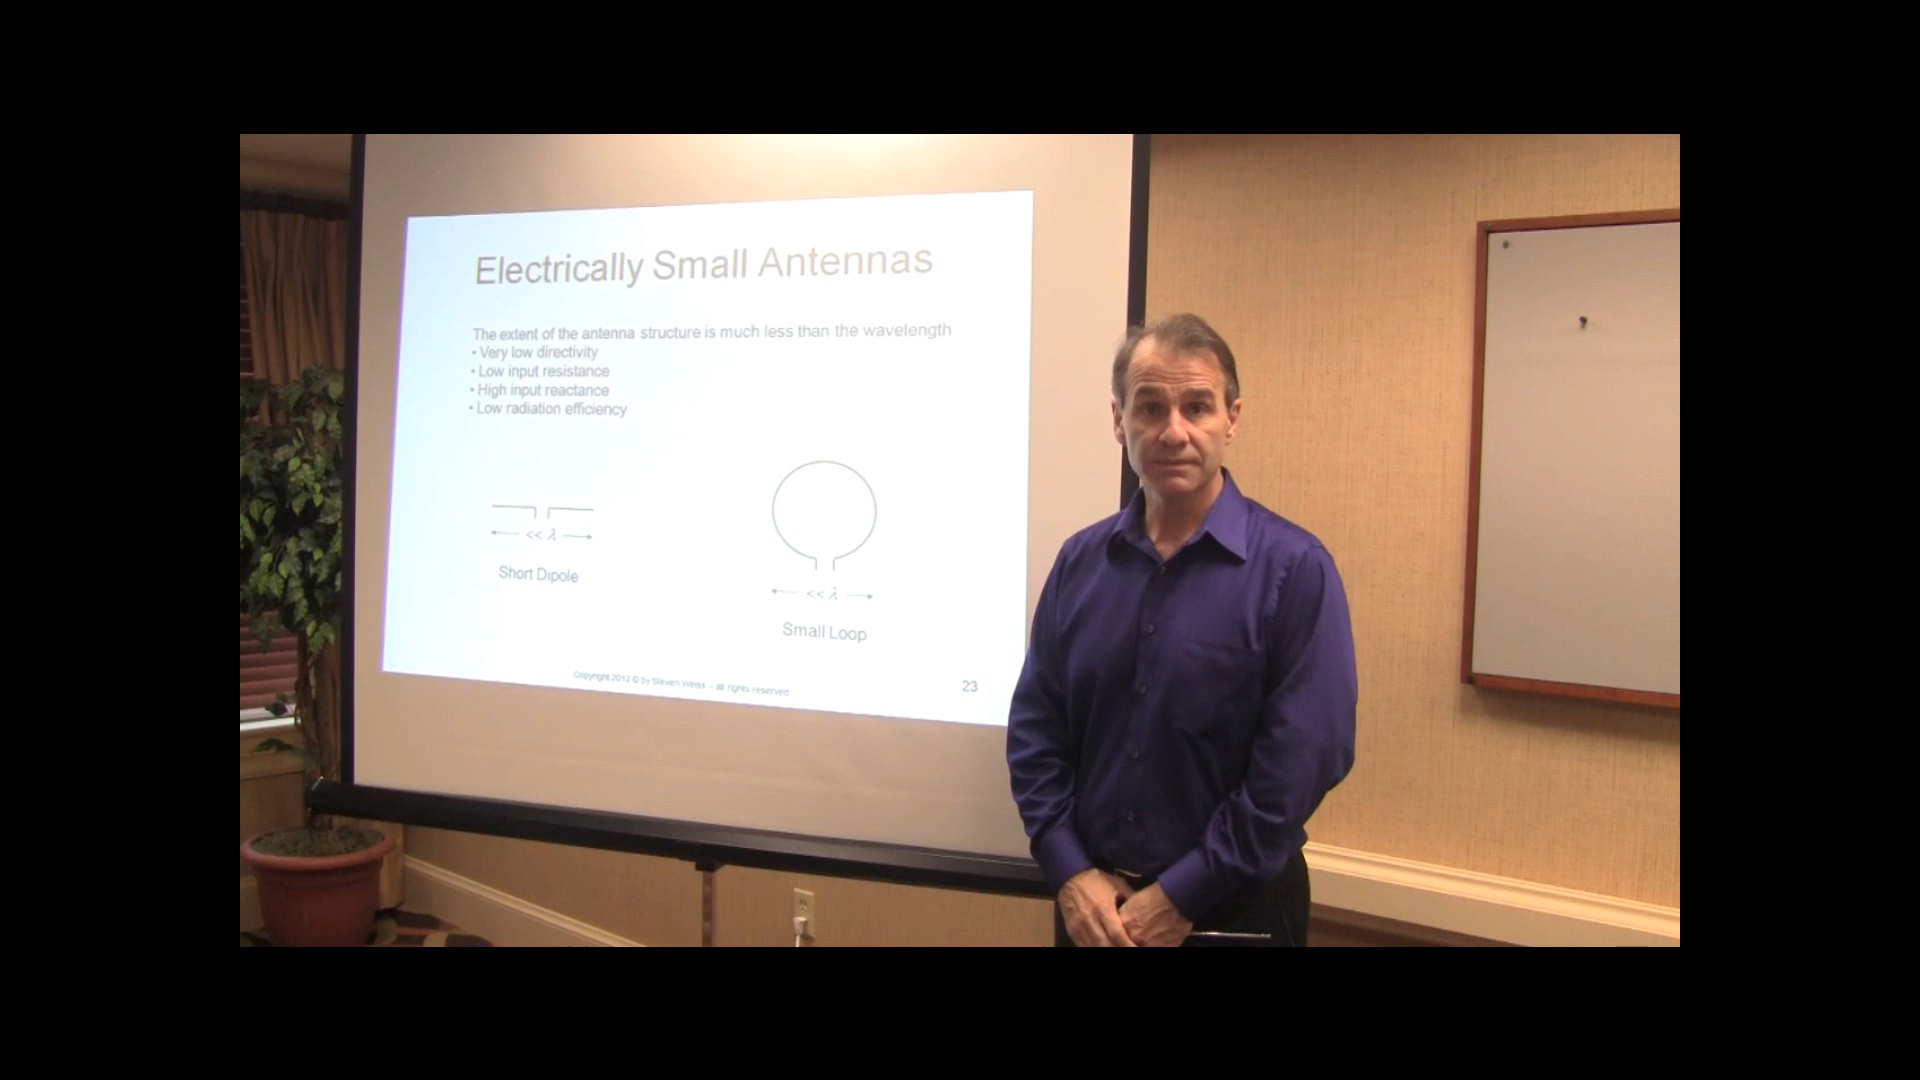 Electrically Small Antennas
The extent of the antenna structure is much less than the wavelength
• Very low directivity
• Low input resistance
• High input reactance
• Low radiation efficiency
<< λ
Short Dipole
<< λ
Small Loop
Copyright 2012 © by Steven Weiss – all rights reserved
23